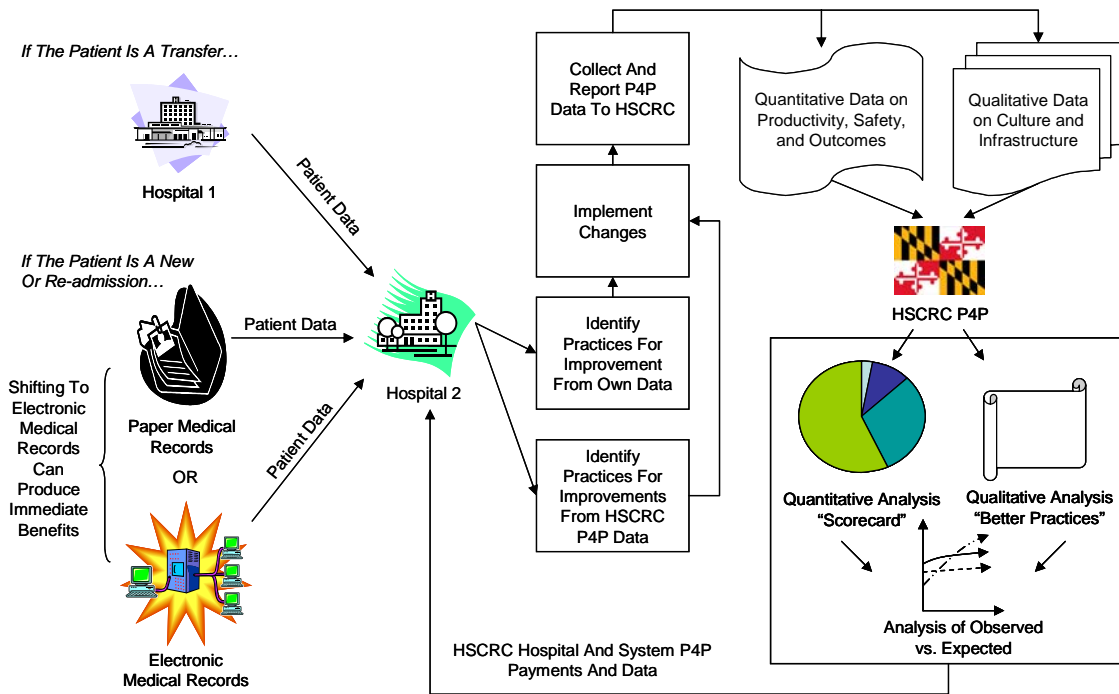 If The Patient Is A Transfer…
Hospital 1
Patient Data
If The Patient Is A New
Or Re-admission…
Patient Data
Paper Medical
Records
OR
Shifting To
Electronic
Medical
Records
Can
Produce
Immediate
Benefits
Patient Data
Electronic
Medical Records
Hospital 2
Collect And
Report P4P
Data To HSCRC
Implement
Changes
Identify
Practices For
Improvement
From Own Data
Identify
Practices For
Improvements
From HSCRC
P4P Data
Quantitative Data on
Productivity, Safety,
and Outcomes
Qualitative Data
on Culture and
Infrastructure
HSCRC P4P
Quantitative Analysis
“Scorecard”
Qualitative Analysis
“Better Practices”
Analysis of Observed
vs. Expected
HSCRC Hospital And System P4P
Payments And Data